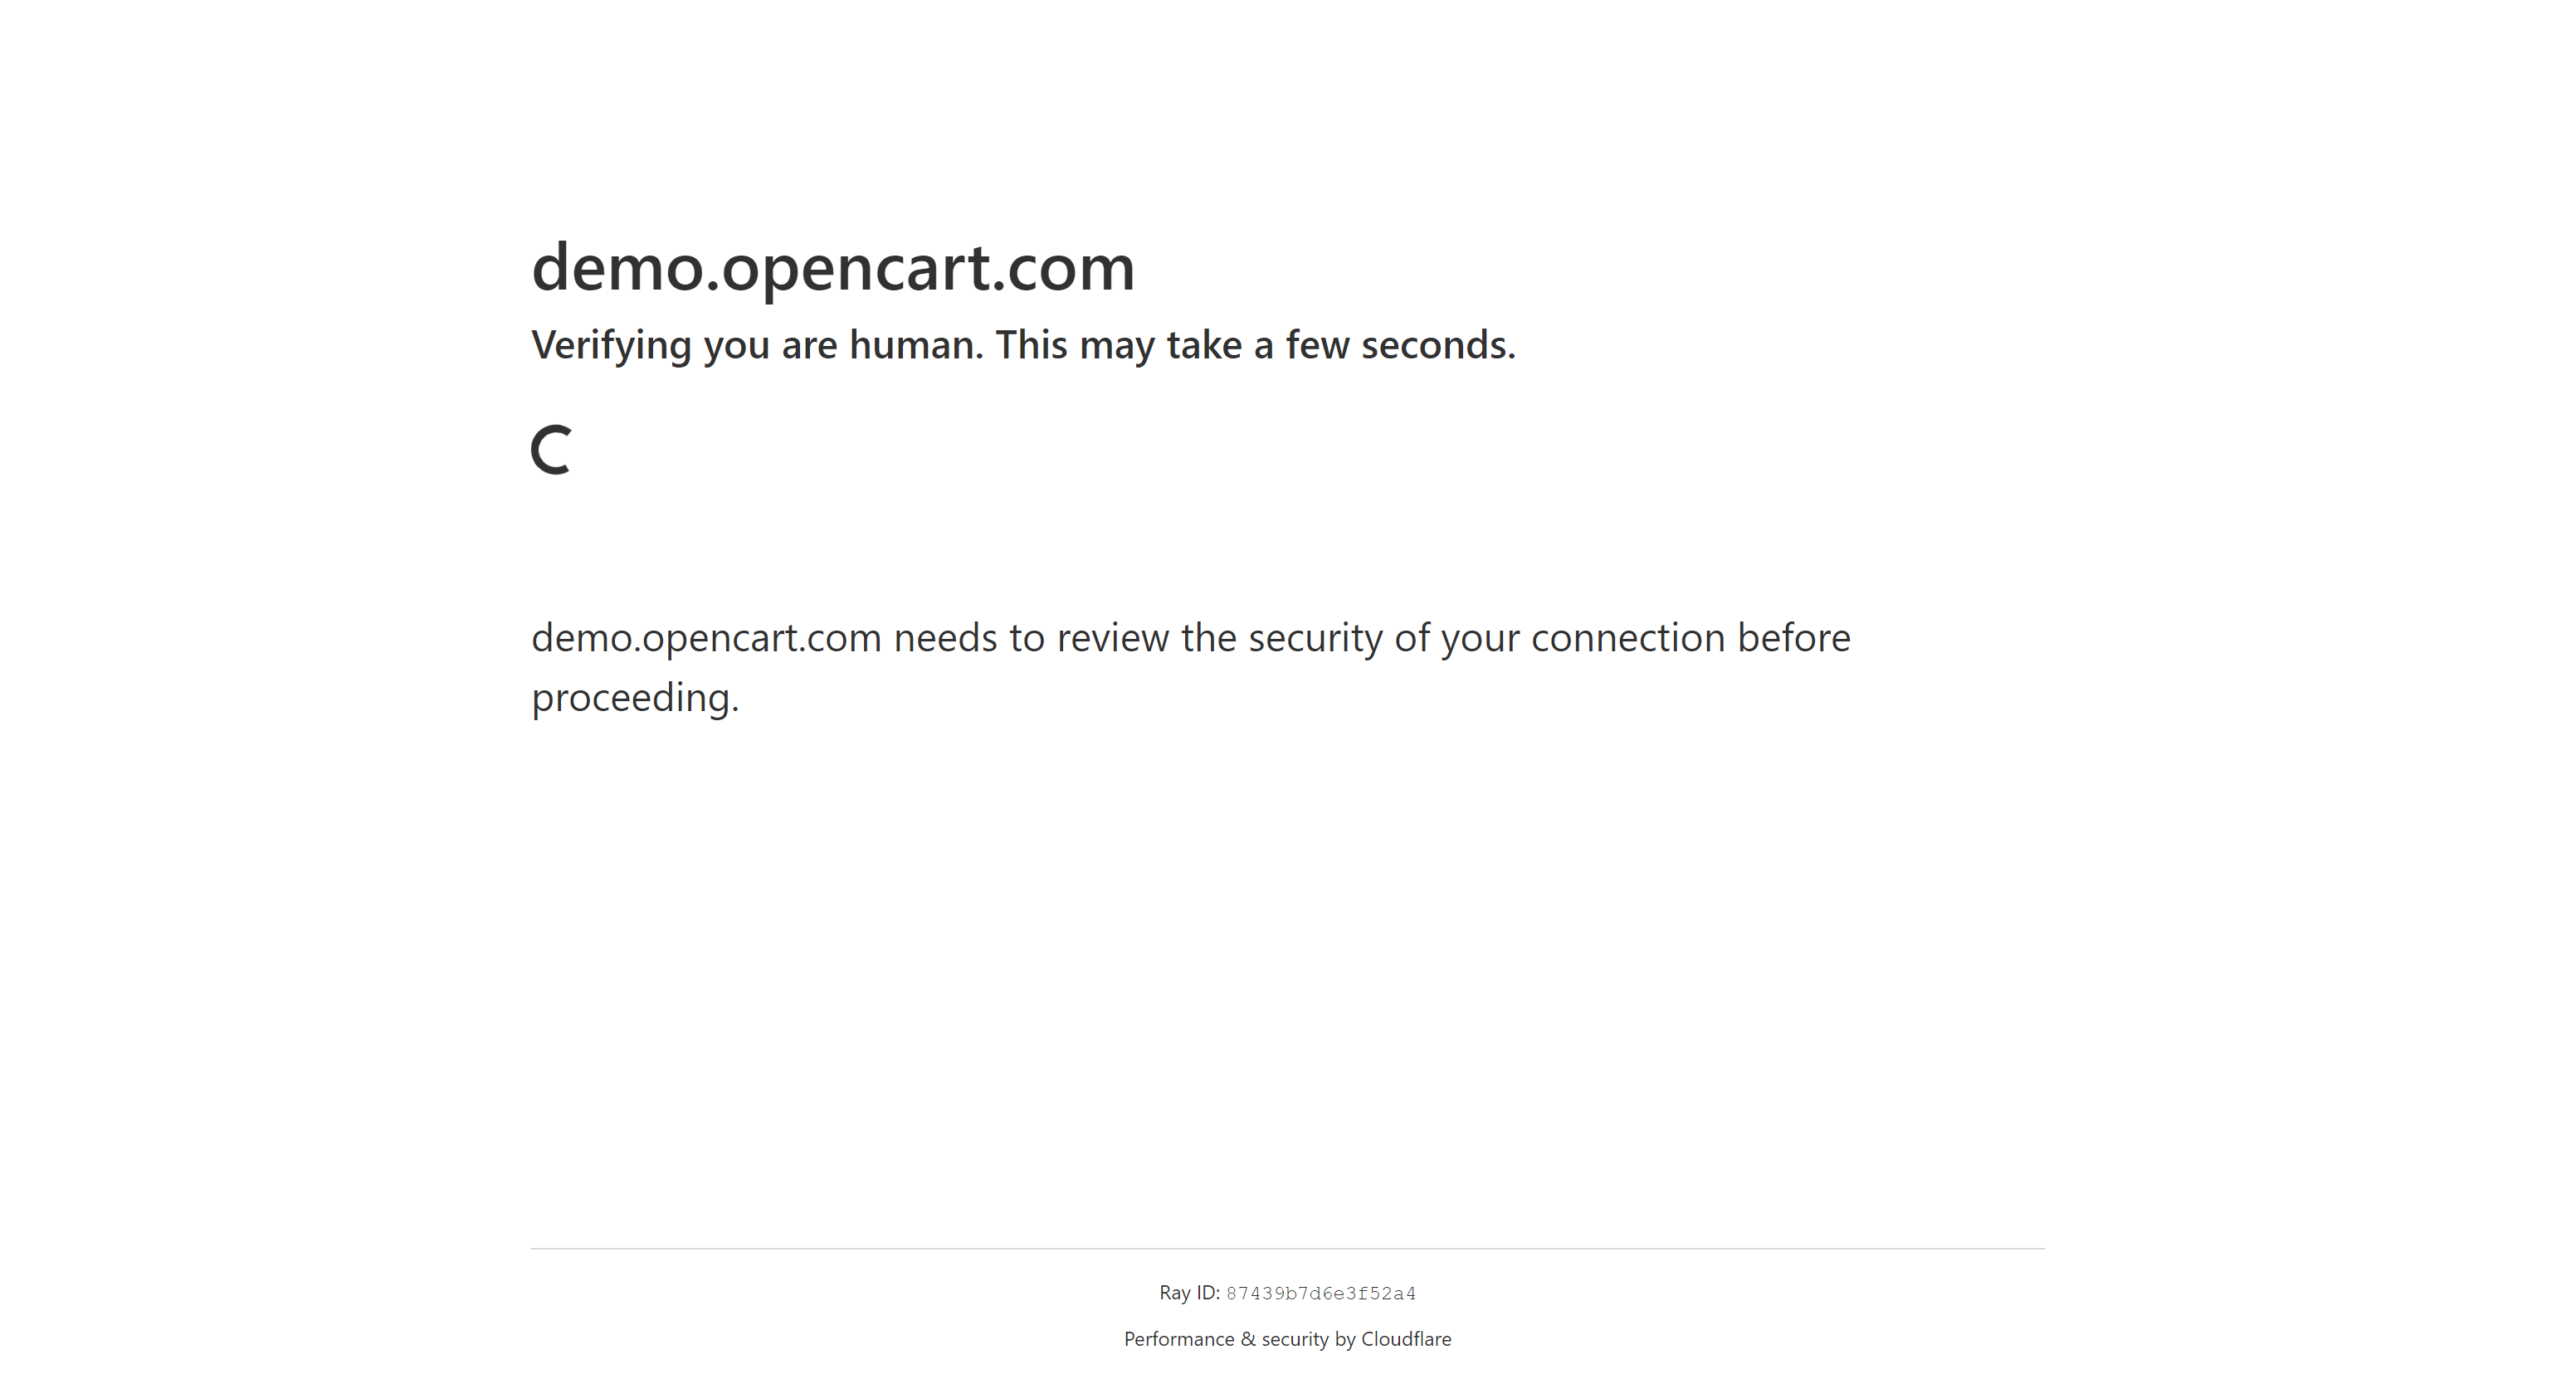 demo.opencart.com
Verifying you are human. This may take a few seconds.
demo.opencart.com needs to review the security of your connection before
proceeding.
Ray ID: 87439b7d6e3f52a4
Performance & security by Cloudflare